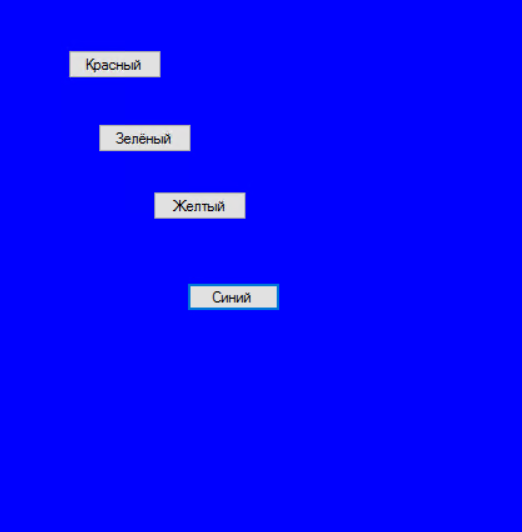 Красный
Зелёный
Желтый
Синий